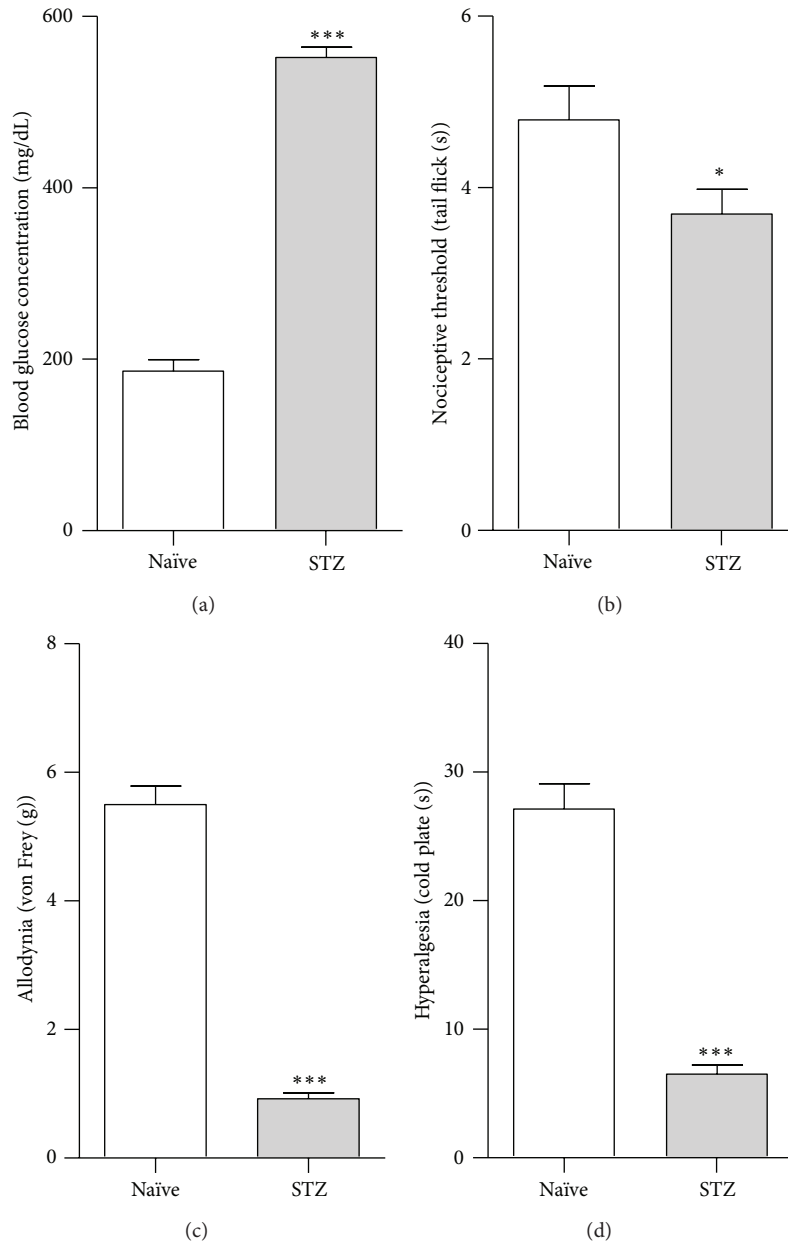 Blood glucose concentration (mg/dL)
600
400
200
0
***
Naïve
STZ
(a)
Nociceptive threshold (tail flick (s))
6
4
2
0
*
Naïve
STZ
(b)
Allodynia (von Frey (g))
8
6
4
2
0
***
Naïve
STZ
(c)
Hyperalgesia (cold plate (s))
40
30
20
10
0
***
Naïve
STZ
(d)